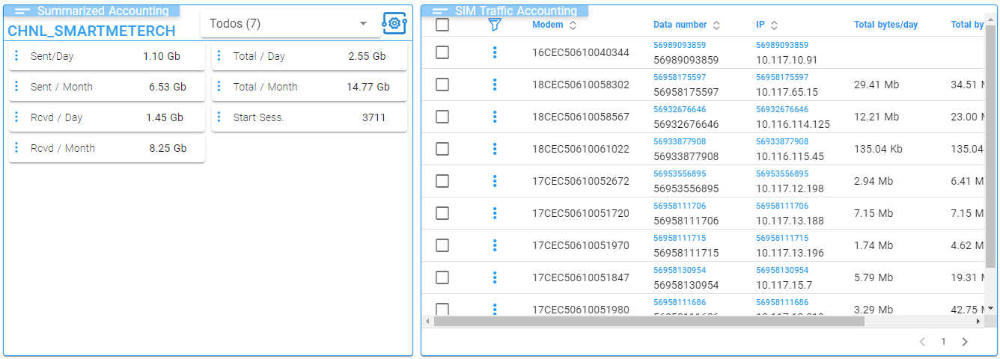 Summarized Accounting
CHNL_SMARTMETERCH
Todos (7)
Sent/Day 1.10 Gb
Total / Day 2.55 Gb
Sent / Month 6.53 Gb
Total / Month 14.77 Gb
Rcvd / Day 1.45 Gb
Start Sess. 3711
Rcvd / Month 8.25 Gb
SIM Traffic Accounting
Modem Data number IP Total bytes/day Total by
56989093859 56989093859
16CEC50610040344 56989093859 10.117.10.91
56958175597 56958175597
18CEC50610058302 56958175597 10.117.65.15 29.41 Mb 34.51
56932676646 56932676646
18CEC50610058567 56932676646 10.116.114.125 12.21 Mb 23.00
56933877908 56933877908
18CEC50610061022 56933877908 10.116.115.45 135.04 Kb 135.04
56953556895 56953556895
17CEC50610052672 56953556895 10.117.12.198 2.94 Mb 6.41 M
56958111706 56958111706
17CEC50610051720 56958111706 10.117.13.188 7.15 Mb 7.15 M
56958111715 56958111715
17CEC50610051970 56958111715 10.117.13.196 1.74 Mb 4.62 M
56958130954 56958130954
17CEC50610051847 56958130954 10.117.15.7 5.79 Mb 19.31
56958111686 56958111686
17CEC50610051980 3.29 Mb 42.75
1